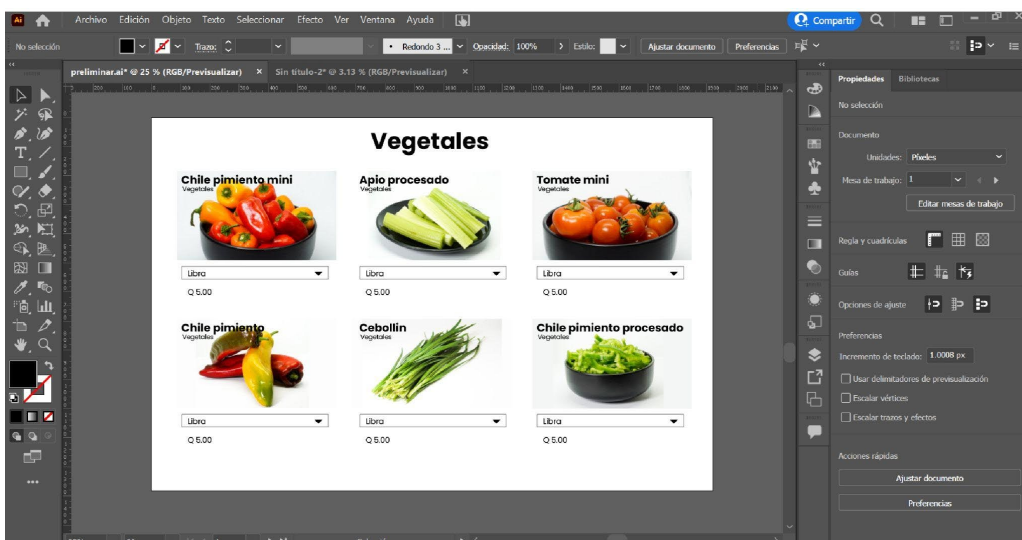 Ai Archivo Edición Objeto Texto Seleccionar Efecto Ver Ventana Ayuda Compartir
No selección Trazo: Redondo 3 ... Opacidad: 100% Estilo: Ajustar documento Preferencias
preliminar.ai* @ 25 % (RGB/Previsualizar) × Sin título-2* @ 3.13 % (RGB/Previsualizar) ×
Vegetales
Chile pimiento mini Apio procesado Tomate mini
Vegetales Vegetales Vegetales
Libra Libra Libra
Q 5.00 Q 5.00 Q 5.00
Chile pimiento Cebollin Chile pimiento procesado
Vegetales Vegetales Vegetales
Libra Libra Libra
Q 5.00 Q 5.00 Q 5.00
Propiedades Bibliotecas
No selección
Documento
Unidades: Píxeles
Mesa de trabajo: 1
Editar mesas de trabajo
Regla y cuadrículas
Guías
Opciones de ajuste
Preferencias
Incremento de teclado: 1.0008 px
Usar delimitadores de previsualización
Escalar vértices
Escalar trazos y efectos
Acciones rápidas
Ajustar documento
Preferencias